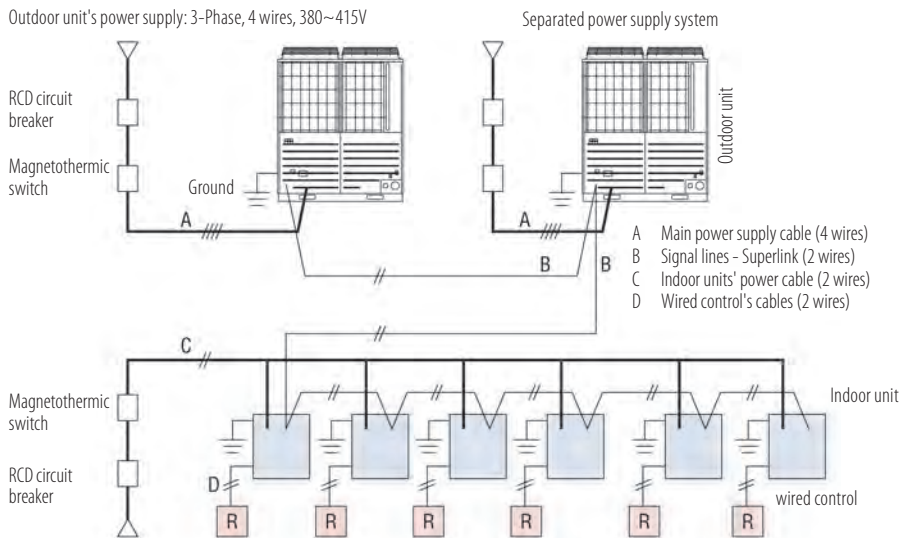 Outdoor unit's power supply: 3-Phase, 4 wires, 380~415V
Separated power supply system
RCD circuit
breaker
Magnetothermic
switch
Ground
Outdoor unit
A
A
B
B
A Main power supply cable (4 wires)
B Signal lines - Superlink (2 wires)
C Indoor units' power cable (2 wires)
D Wired control's cables (2 wires)
C
Magnetothermic
switch
Indoor unit
RCD circuit
breaker
D
wired control
R
R
R
R
R
R